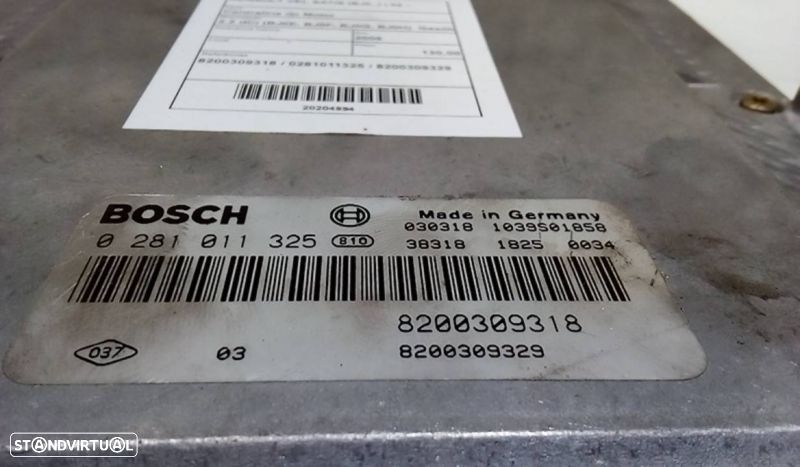 8200309318 / 0281011325 / 8200309329
20204994
BOSCH
Made in Germany
030318 1039S01858
0 281 011 325 810 38318 1825 0034
8200309318
037 03 8200309329
STANDVIRTUAL